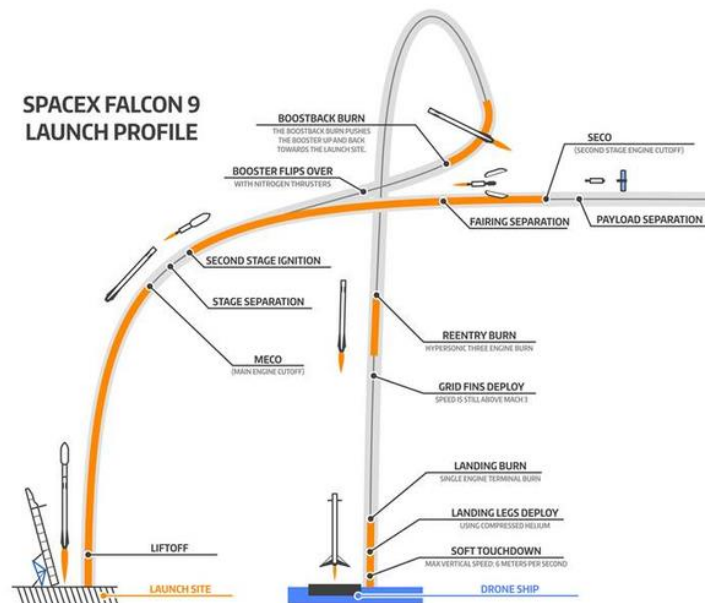 SPACEX FALCON 9
LAUNCH PROFILE
BOOSTBACK BURN
THE BOOSTBACK BURN PUSHES
THE BOOSTER UP AND BACK
TOWARDS THE LAUNCH SITE.
BOOSTER FLIPS OVER
WITH NITROGEN THRUSTERS
SECO
(SECOND STAGE ENGINE CUTOFF)
FAIRING SEPARATION
PAYLOAD SEPARATION
SECOND STAGE IGNITION
STAGE SEPARATION
MECO
(MAIN ENGINE CUTOFF)
REENTRY BURN
HYPERSONIC THREE ENGINE BURN
GRID FINS DEPLOY
SPEED IS STILL ABOVE MACH 3
LANDING BURN
SINGLE ENGINE TERMINAL BURN
LANDING LEGS DEPLOY
USING COMPRESSED HELIUM
LIFTOFF
SOFT TOUCHDOWN
MAX VERTICAL SPEED: 6 METERS PER SECOND
LAUNCH SITE
DRONE SHIP